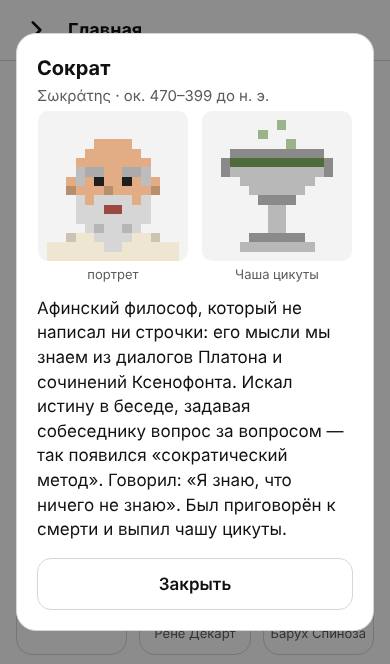 Главная
Сократ
Σωκράτης · ок. 470–399 до н. э.
портрет
Чаша цикуты
Афинский философ, который не
написал ни строчки: его мысли мы
знаем из диалогов Платона и
сочинений Ксенофонта. Искал
истину в беседе, задавая
собеседнику вопрос за вопросом —
так появился «сократический
метод». Говорил: «Я знаю, что
ничего не знаю». Был приговорён к
смерти и выпил чашу цикуты.
Закрыть
Рене Декарт
Барух Спиноза